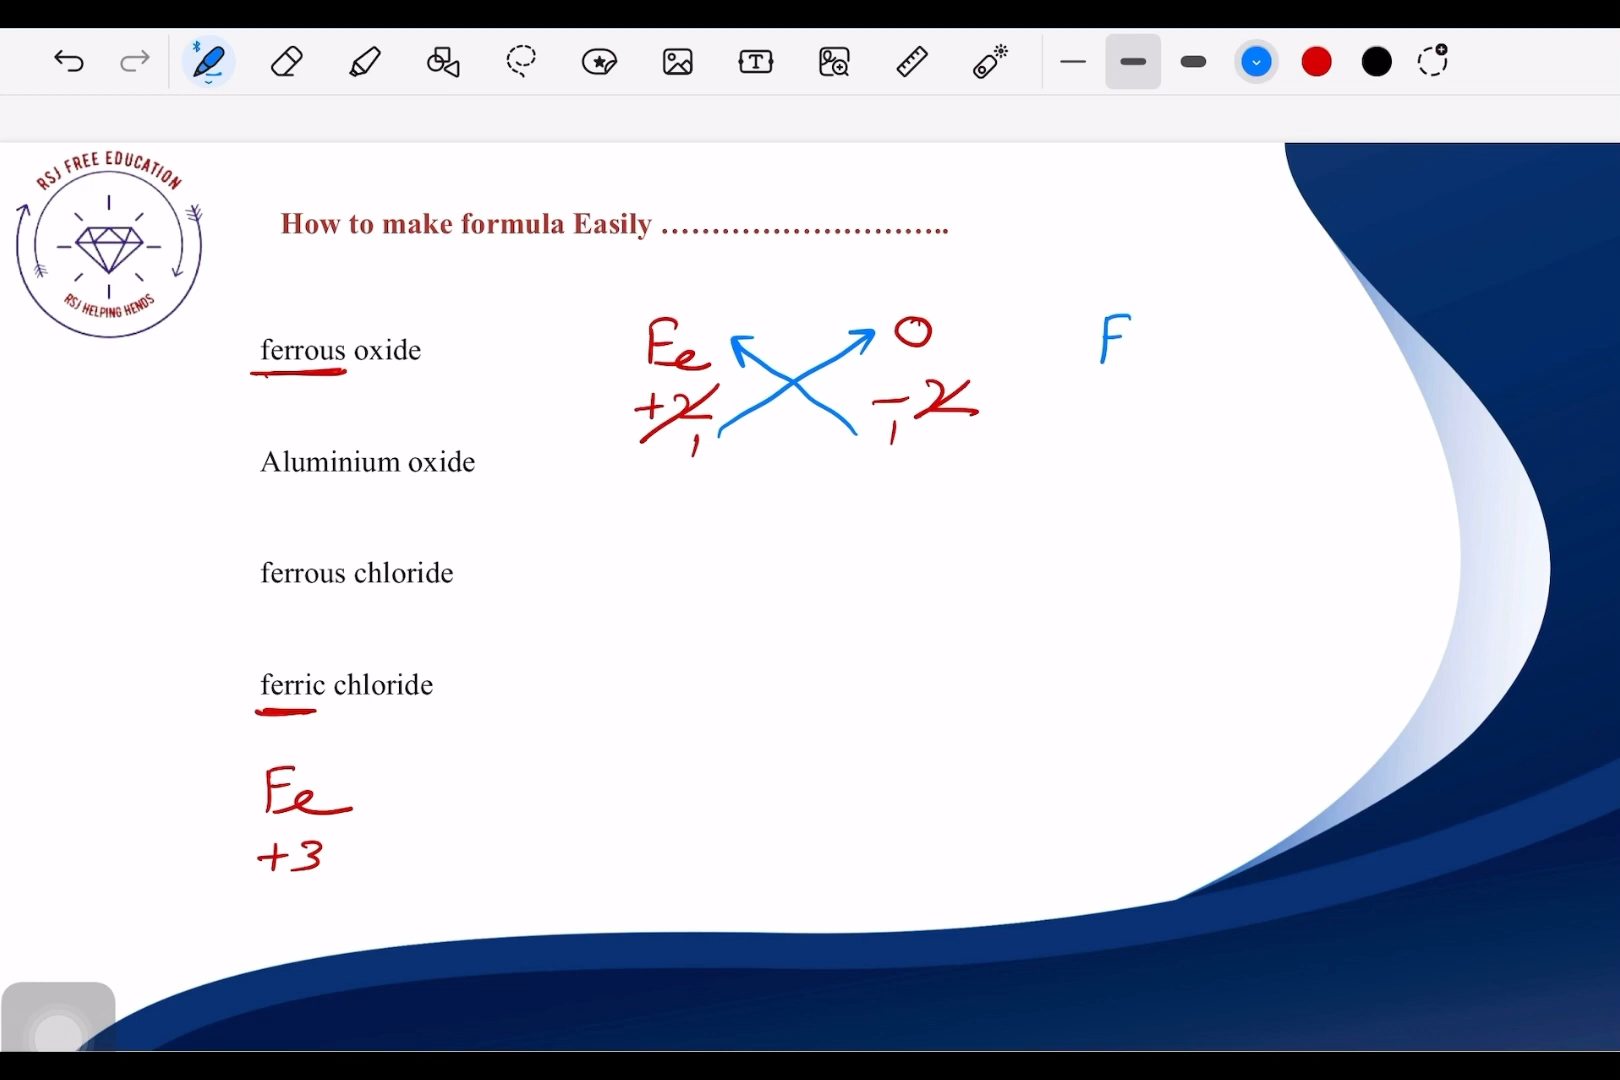 RSJ FREE EDUCATION
RSJ HELPING HENDS
How to make formula Easily …………………………..
ferrous oxide
Fe O F
+2 -2
1 1
Aluminium oxide
ferrous chloride
ferric chloride
Fe
+3